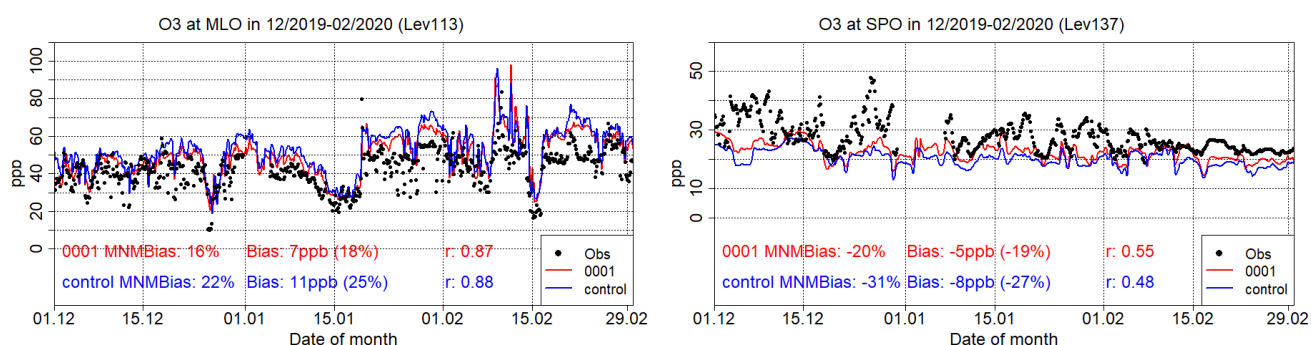 O3 at MLO in 12/2019-02/2020 (Lev113)
ppp
100
80
60
40
20
0
0001 MNMBias: 16% Bias: 7ppb (18%) r: 0.87
control MNMBias: 22% Bias: 11ppb (25%) r: 0.88
Obs
0001
control
01.12 15.12 01.01 15.01 01.02 15.02 29.02
Date of month
O3 at SPO in 12/2019-02/2020 (Lev137)
ppp
50
30
20
0
0001 MNMBias: -20% Bias: -5ppb (-19%) r: 0.55
control MNMBias: -31% Bias: -8ppb (-27%) r: 0.48
Obs
0001
control
01.12 15.12 01.01 15.01 01.02 15.02 29.02
Date of month